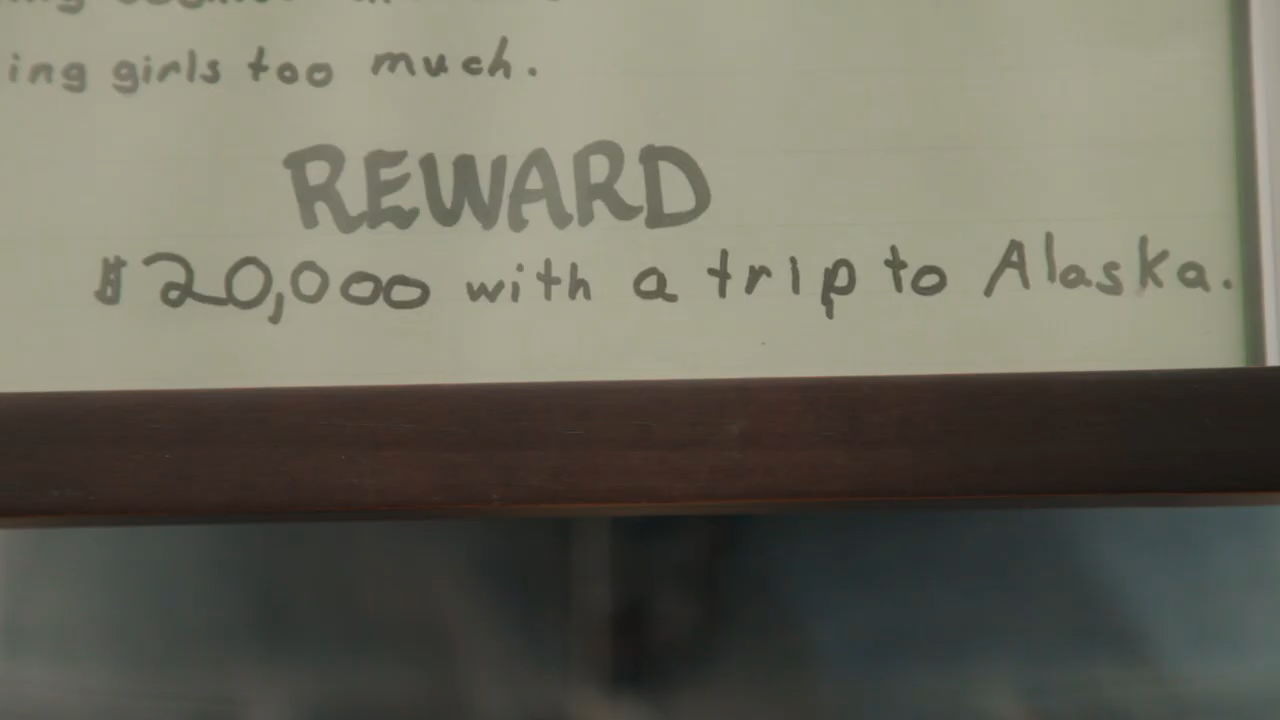 ing girls too much.
REWARD
$20,000 with a trip to Alaska.